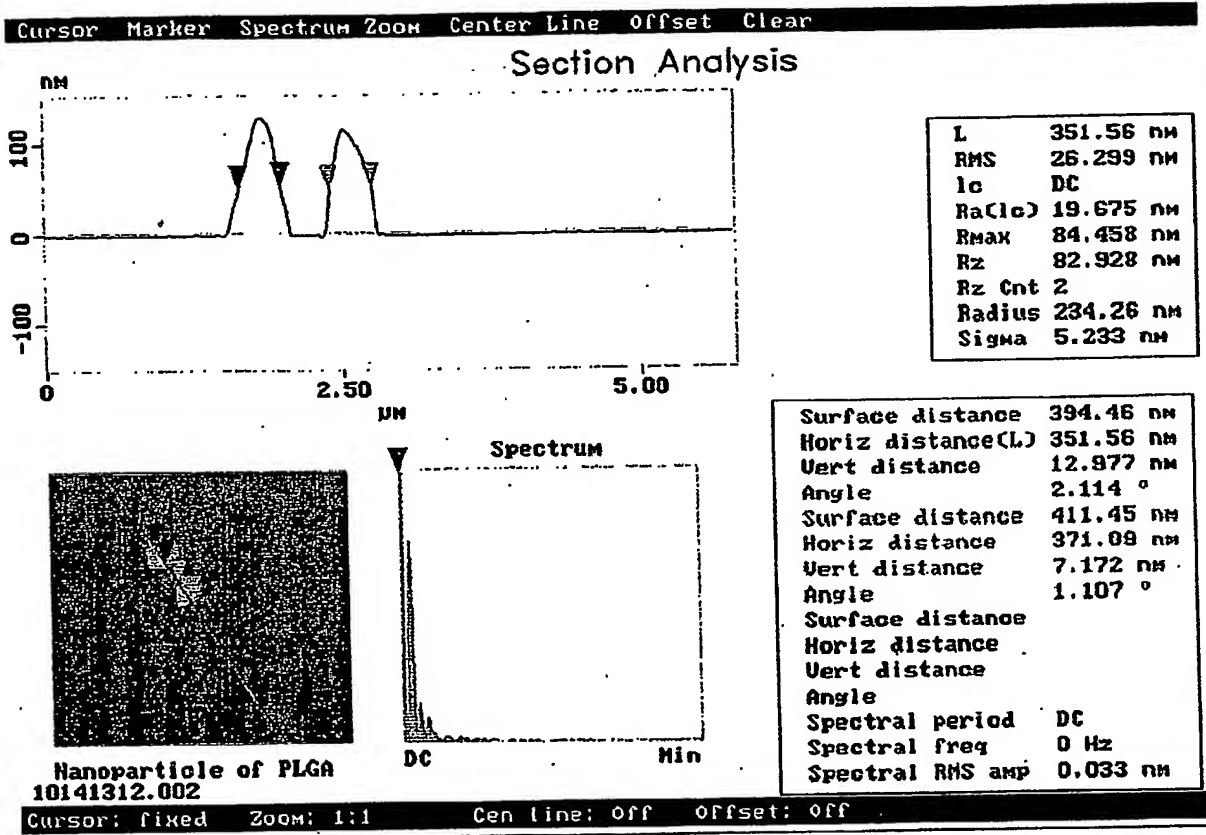 Cursor Marker Spectrum Zoom Center Line Offset Clear
Section Analysis
nM
100
0
-100
0 2.50 5.00
µM
L 351.56 nM
RMS 26.299 nM
lc DC
Ra(lc) 19.675 nM
Rmax 84.458 nM
Rz 82.928 nM
Rz Cnt 2
Radius 234.26 nM
Sigma 5.233 nM
Surface distance 394.46 nM
Horiz distance(L) 351.56 nM
Vert distance 12.977 nM
Angle 2.114 °
Surface distance 411.45 nM
Horiz distance 371.09 nM
Vert distance 7.172 nM
Angle 1.107 °
Surface distance
Horiz distance
Vert distance
Angle
Spectral period DC
Spectral freq 0 Hz
Spectral RMS amp 0.033 nM
Spectrum
DC Min
Nanoparticle of PLGA
10141312.002
Cursor: fixed Zoom: 1:1 Cen line: Off Offset: Off